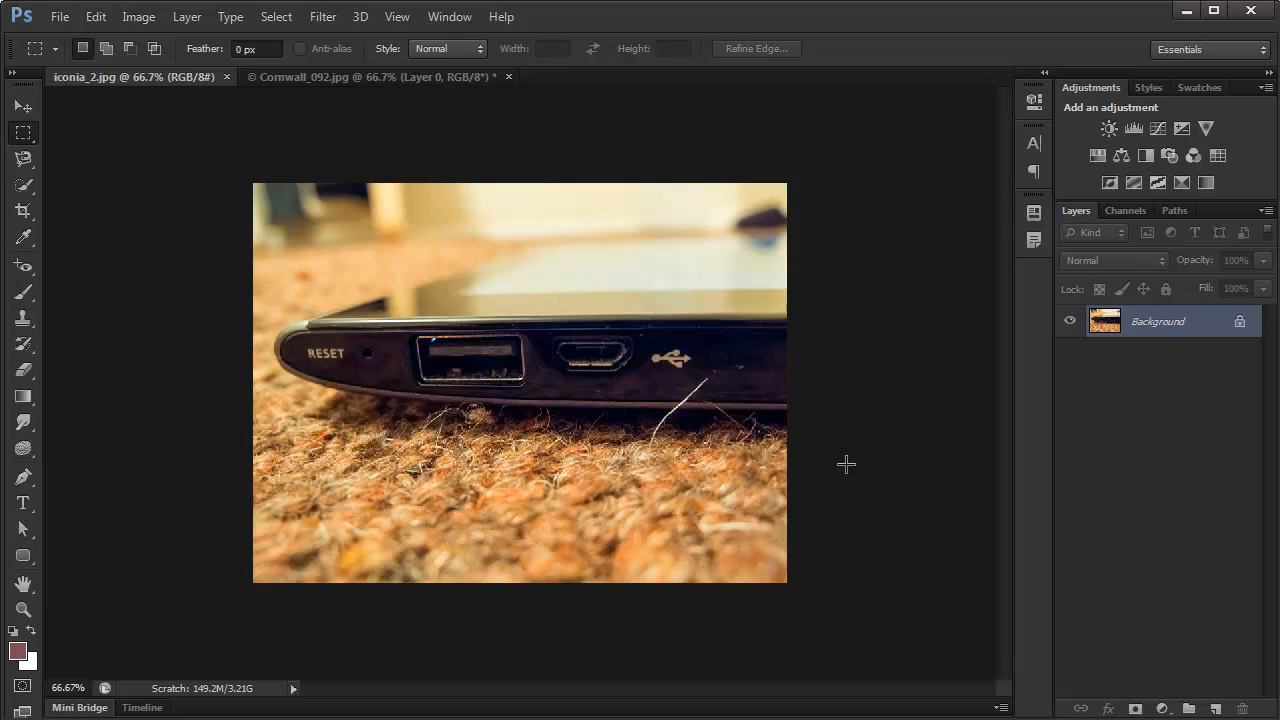 Ps File Edit Image Layer Type Select Filter 3D View Window Help
Feather: 0 px Anti-alias Style: Normal Width: Height: Refine Edge... Essentials
iconia_2.jpg @ 66.7% (RGB/8#) × © Cornwall_092.jpg @ 66.7% (Layer 0, RGB/8*) * ×
Adjustments Styles Swatches
Add an adjustment
Layers Channels Paths
Kind
Normal Opacity: 100%
Lock: Fill: 100%
Background
RESET
66.67% Scratch: 149.2M/3.21G
Mini Bridge Timeline